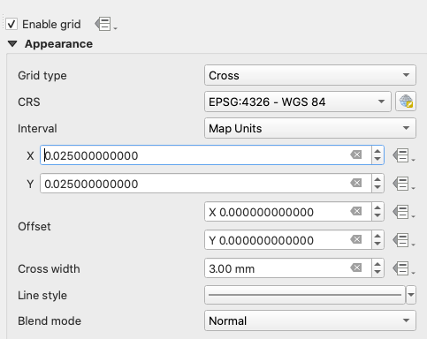 Enable grid
Appearance
Grid type Cross
CRS EPSG:4326 - WGS 84
Interval Map Units
X 0.025000000000
Y 0.025000000000
Offset X 0.000000000000
Y 0.000000000000
Cross width 3.00 mm
Line style
Blend mode Normal